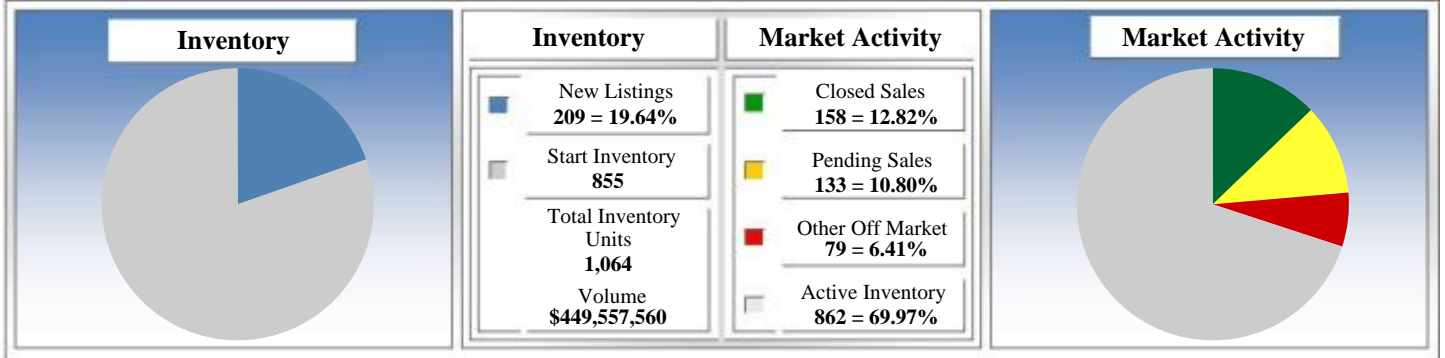 Inventory
Inventory
Market Activity
Market Activity
New Listings
209 = 19.64%
Start Inventory
855
Total Inventory
Units
1,064
Volume
$449,557,560
Closed Sales
158 = 12.82%
Pending Sales
133 = 10.80%
Other Off Market
79 = 6.41%
Active Inventory
862 = 69.97%